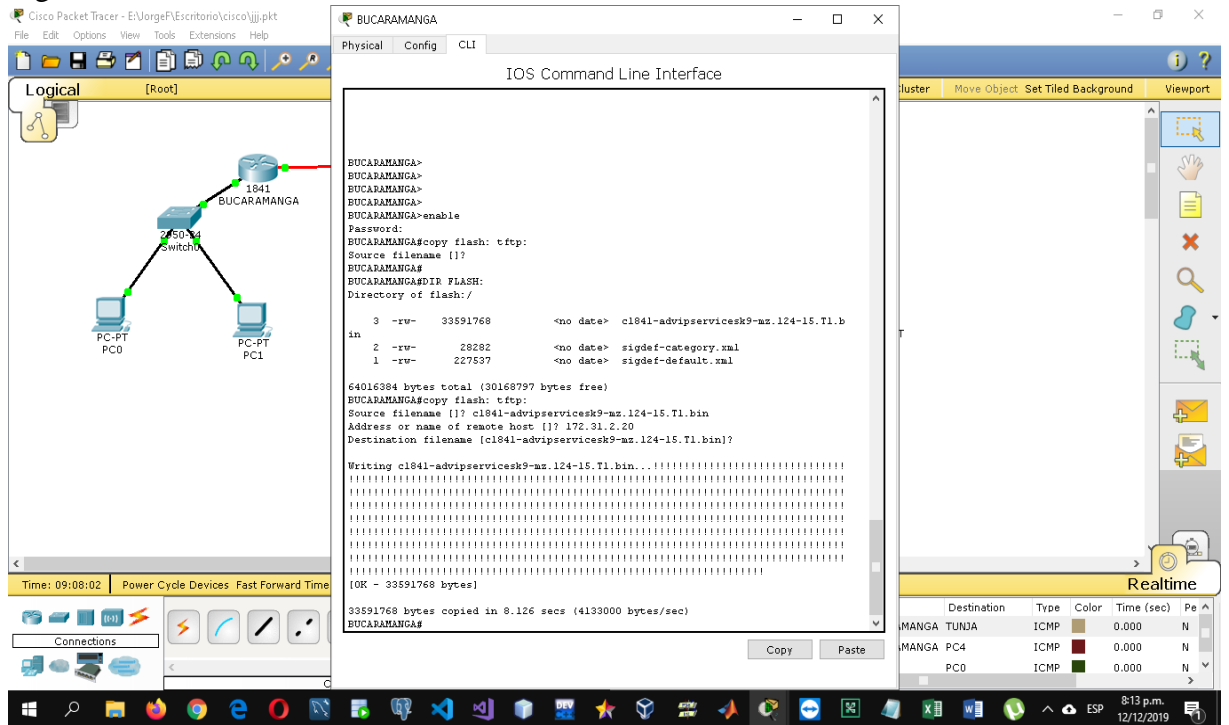 Cisco Packet Tracer - E:\JorgeF\Escritorio\cisco\jjj.pkt
File Edit Options View Tools Extensions Help
Logical [Root]
Cluster Move Object Set Tiled Background Viewport
1841
BUCARAMANGA
2950-24
Switch0
PC-PT
PC0
PC-PT
PC1
BUCARAMANGA
Physical Config CLI
IOS Command Line Interface
BUCARAMANGA>
BUCARAMANGA>
BUCARAMANGA>
BUCARAMANGA>
BUCARAMANGA>enable
Password:
BUCARAMANGA#copy flash: tftp:
Source filename []?
BUCARAMANGA#
BUCARAMANGA#DIR FLASH:
Directory of flash:/
3 -rw- 33591768 <no date> c1841-advipservicesk9-mz.124-15.T1.b
in
2 -rw- 28282 <no date> sigdef-category.xml
1 -rw- 227537 <no date> sigdef-default.xml
64016384 bytes total (30168797 bytes free)
BUCARAMANGA#copy flash: tftp:
Source filename []? c1841-advipservicesk9-mz.124-15.T1.bin
Address or name of remote host []? 172.31.2.20
Destination filename [c1841-advipservicesk9-mz.124-15.T1.bin]?
Writing c1841-advipservicesk9-mz.124-15.T1.bin...!!!!!!!!!!!!!!!!!!!!!!!!!!!!!!!
!!!!!!!!!!!!!!!!!!!!!!!!!!!!!!!!!!!!!!!!!!!!!!!!!!!!!!!!!!!!!!!!!!!!!!!!!!!!!!!!
!!!!!!!!!!!!!!!!!!!!!!!!!!!!!!!!!!!!!!!!!!!!!!!!!!!!!!!!!!!!!!!!!!!!!!!!!!!!!!!!
!!!!!!!!!!!!!!!!!!!!!!!!!!!!!!!!!!!!!!!!!!!!!!!!!!!!!!!!!!!!!!!!!!!!!!!!!!!!!!!!
!!!!!!!!!!!!!!!!!!!!!!!!!!!!!!!!!!!!!!!!!!!!!!!!!!!!!!!!!!!!!!!!!!!!!!!!!!!!!!!!
!!!!!!!!!!!!!!!!!!!!!!!!!!!!!!!!!!!!!!!!!!!!!!!!!!!!!!!!!!!!!!!!!!!!!!!!!!!!!!!!
!!!!!!!!!!!!!!!!!!!!!!!!!!!!!!!!!!!!!!!!!!!!!!!!!!!!!!!!!!!!!!!!!!!!!!!!!!!!!!!!
!!!!!!!!!!!!!!!!!!!!!!!!!!!!!!!!!!!!!!!!!!!!!!!!!!!!!!!!!!!!!!!!!!!!!!!!!!!!!!!!
!!!!!!!!!!!!!!!!!!!!!!!!!!!!!!!!!!!!!!!!!!!!!!!!!!!!!!!!!!!!!!!!!!!
[OK - 33591768 bytes]
33591768 bytes copied in 8.126 secs (4133000 bytes/sec)
BUCARAMANGA#
Copy Paste
Time: 09:08:02 Power Cycle Devices Fast Forward Time
Realtime
Connections
Destination Type Color Time (sec) Pe
AMANGA TUNJA ICMP 0.000 N
AMANGA PC4 ICMP 0.000 N
PC0 ICMP 0.000 N
ESP
8:13 p.m.
12/12/2019